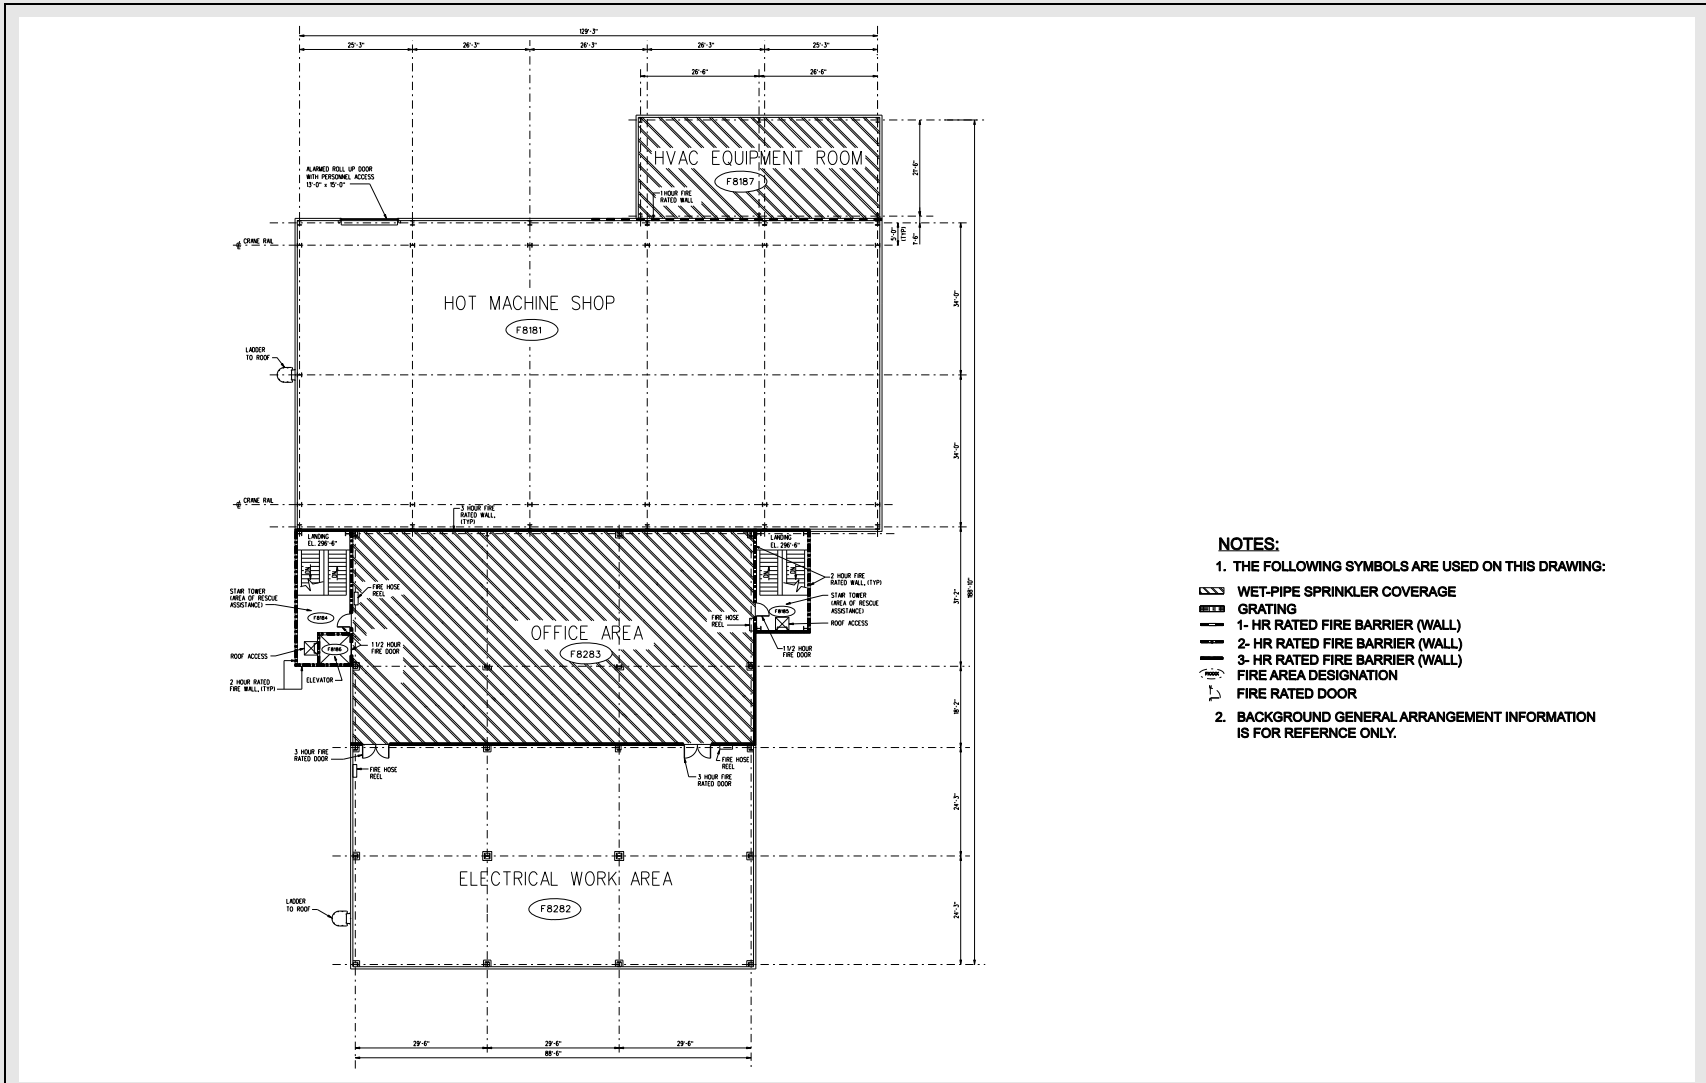 129'-3"
25'-3" 26'-3" 26'-3" 26'-3" 25'-3"
26'-6" 26'-6"
HVAC EQUIPMENT ROOM
F8187
27'-6"
ALARMED ROLL UP DOOR
WITH PERSONNEL ACCESS
13'-0" x 15'-0"
1 HOUR FIRE
RATED WALL
5'-0"
(TYP)
7'-6"
CRANE RAIL
HOT MACHINE SHOP
F8181
34'-0"
LADDER
TO ROOF
34'-0"
CRANE RAIL
3 HOUR FIRE
RATED WALL,
(TYP)
LANDING
EL. 296'-6"
LANDING
EL. 296'-6"
DN
DN
2 HOUR FIRE
RATED WALL, (TYP)
FIRE HOSE
REEL
STAIR TOWER
(AREA OF RESCUE
ASSISTANCE)
STAIR TOWER
(AREA OF RESCUE
ASSISTANCE)
37'-2"
188'-10"
F8184
F8185
FIRE HOSE
REEL
ROOF ACCESS
OFFICE AREA
F8283
1 1/2 HOUR
FIRE DOOR
F8186
1 1/2 HOUR
FIRE DOOR
ROOF ACCESS
ELEVATOR
2 HOUR RATED
FIRE WALL, (TYP)
18'-2"
3 HOUR FIRE
RATED DOOR
FIRE HOSE
REEL
FIRE HOSE
REEL
3 HOUR FIRE
RATED DOOR
24'-3"
ELECTRICAL WORK AREA
F8282
LADDER
TO ROOF
24'-3"
29'-6" 29'-6" 29'-6"
88'-6"
NOTES:
1. THE FOLLOWING SYMBOLS ARE USED ON THIS DRAWING:
WET-PIPE SPRINKLER COVERAGE
GRATING
1- HR RATED FIRE BARRIER (WALL)
2- HR RATED FIRE BARRIER (WALL)
3- HR RATED FIRE BARRIER (WALL)
FIRE AREA DESIGNATION
FIRE RATED DOOR
2. BACKGROUND GENERAL ARRANGEMENT INFORMATION
IS FOR REFERNCE ONLY.